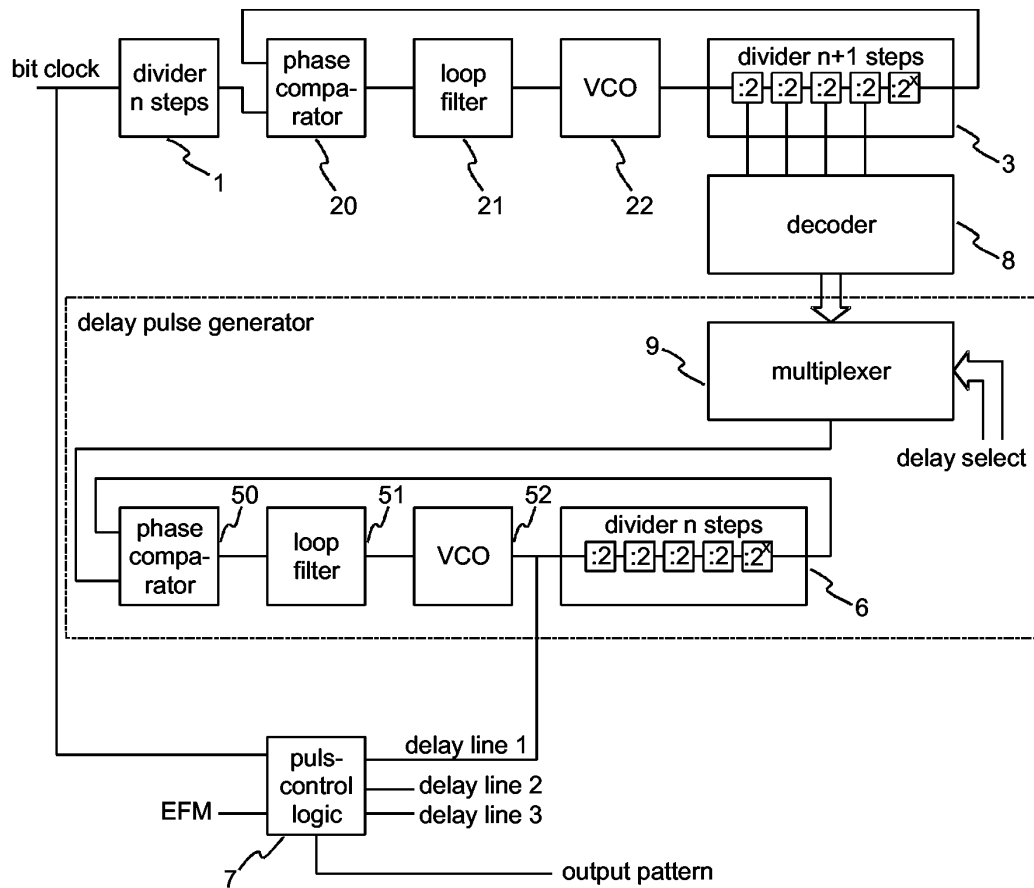 bit clock
divider
n steps
1
phase
compa-
rator
20
loop
filter
21
VCO
22
divider n+1 steps
:2 :2 :2 :2 :2^x
3
decoder
8
delay pulse generator
9
multiplexer
delay select
phase
compa-
rator
50
loop
filter
51
VCO
52
divider n steps
:2 :2 :2 :2 :2^x
6
puls-
control
logic
delay line 1
delay line 2
delay line 3
EFM
7
output pattern